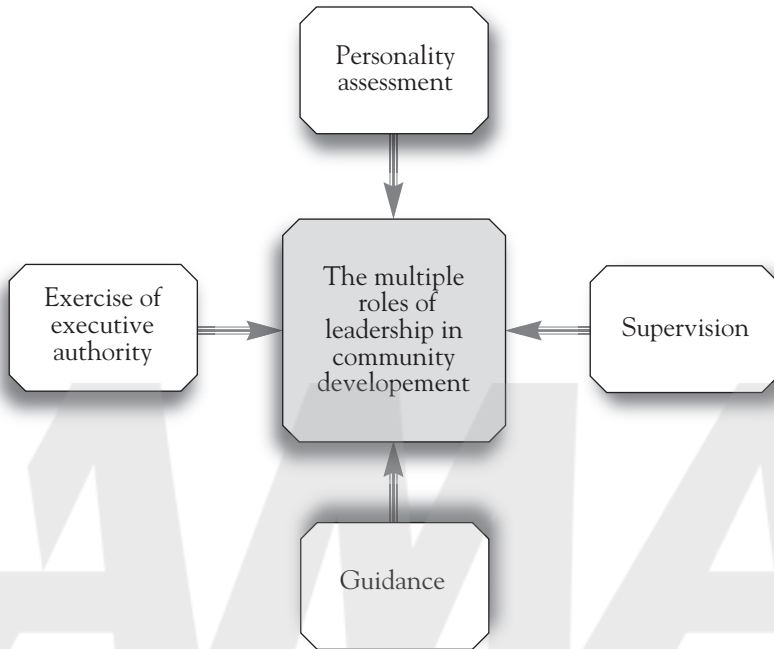 Personality
assessment
Exercise of
executive
authority
The multiple
roles of
leadership in
community
developement
Supervision
Guidance